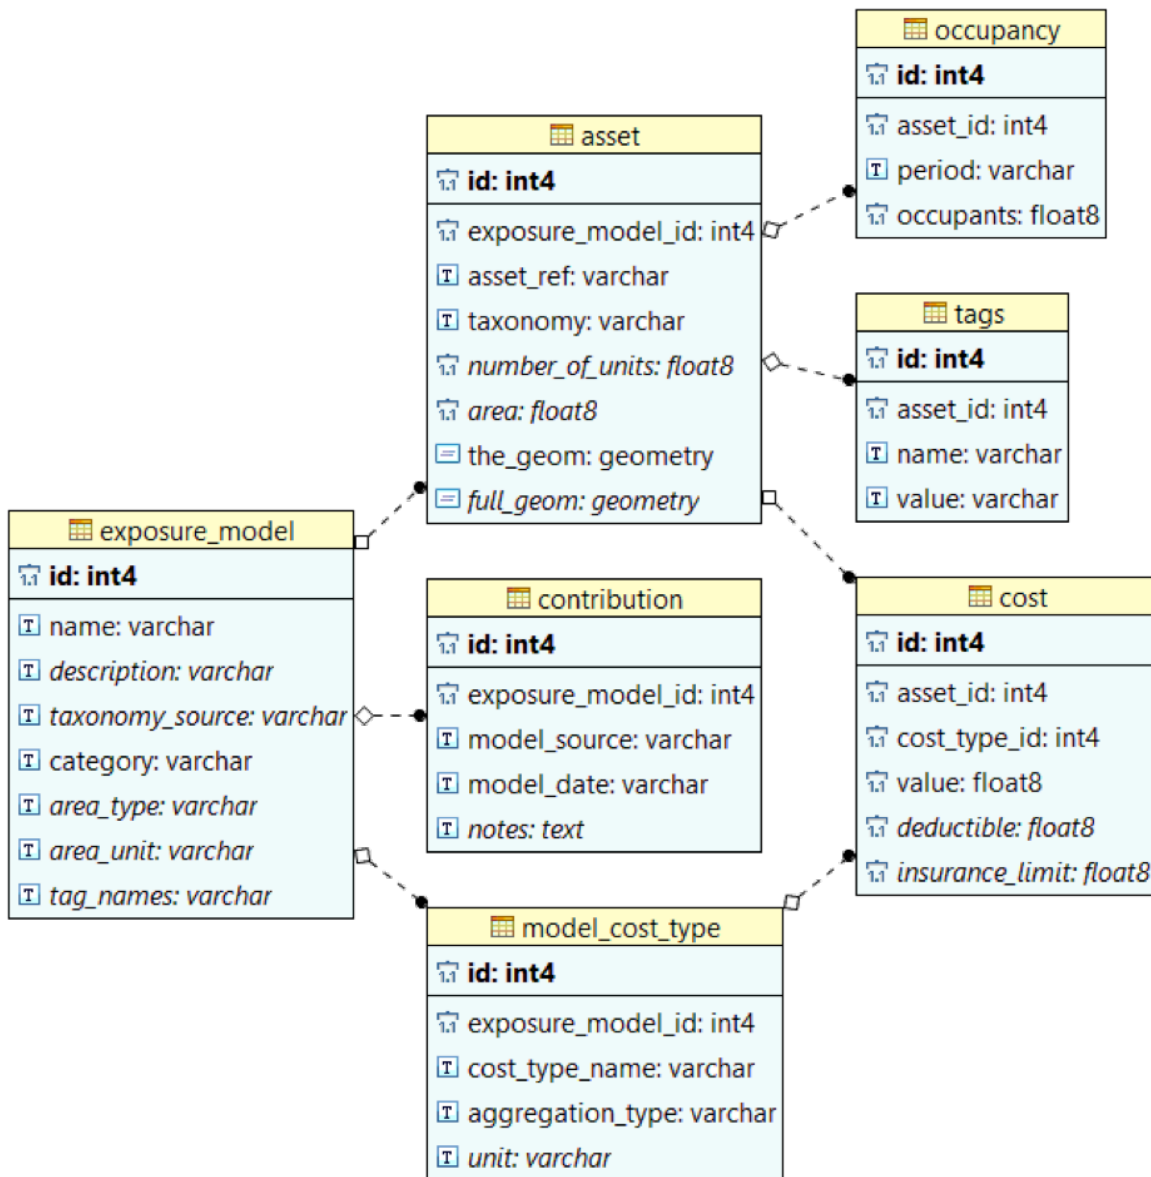 occupancy
id: int4
asset_id: int4
period: varchar
occupants: float8
asset
id: int4
exposure_model_id: int4
asset_ref: varchar
taxonomy: varchar
number_of_units: float8
area: float8
the_geom: geometry
full_geom: geometry
tags
id: int4
asset_id: int4
name: varchar
value: varchar
exposure_model
id: int4
name: varchar
description: varchar
taxonomy_source: varchar
category: varchar
area_type: varchar
area_unit: varchar
tag_names: varchar
contribution
id: int4
exposure_model_id: int4
model_source: varchar
model_date: varchar
notes: text
cost
id: int4
asset_id: int4
cost_type_id: int4
value: float8
deductible: float8
insurance_limit: float8
model_cost_type
id: int4
exposure_model_id: int4
cost_type_name: varchar
aggregation_type: varchar
unit: varchar